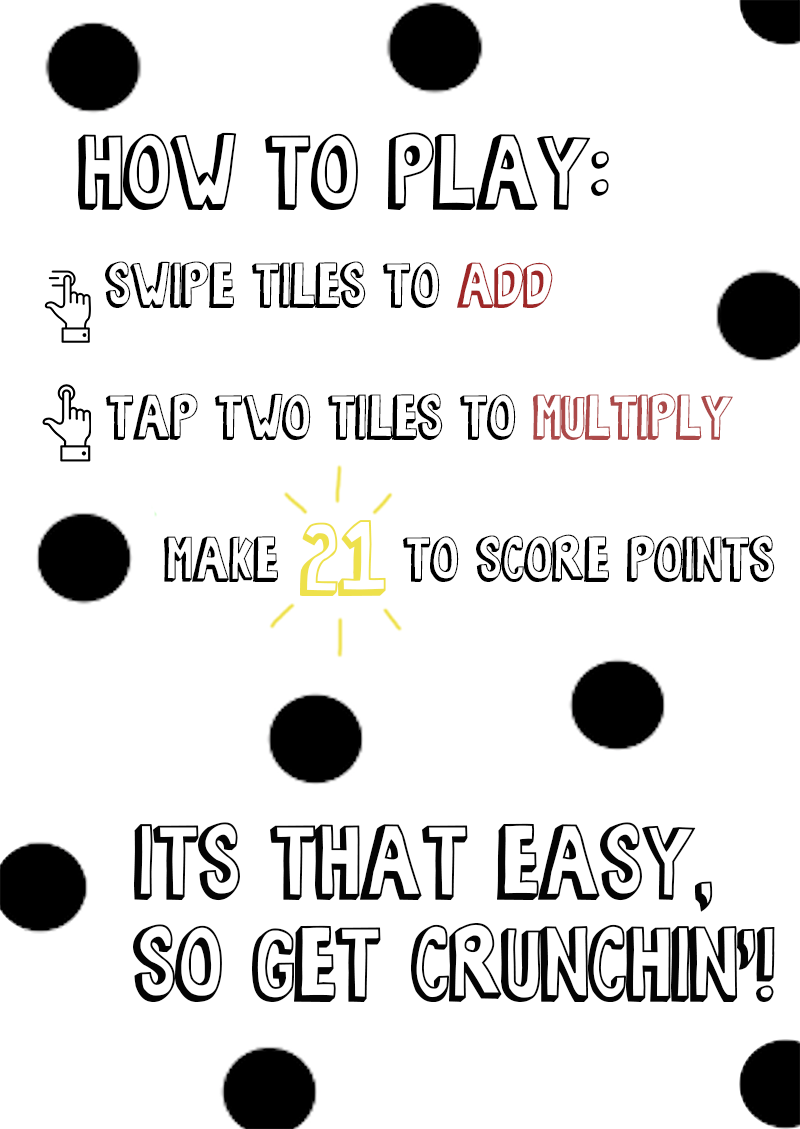 HOW TO PLAY:
SWIPE TILES TO ADD
TAP TWO TILES TO MULTIPLY
MAKE 21 TO SCORE POINTS
ITS THAT EASY,
SO GET CRUNCHIN'!